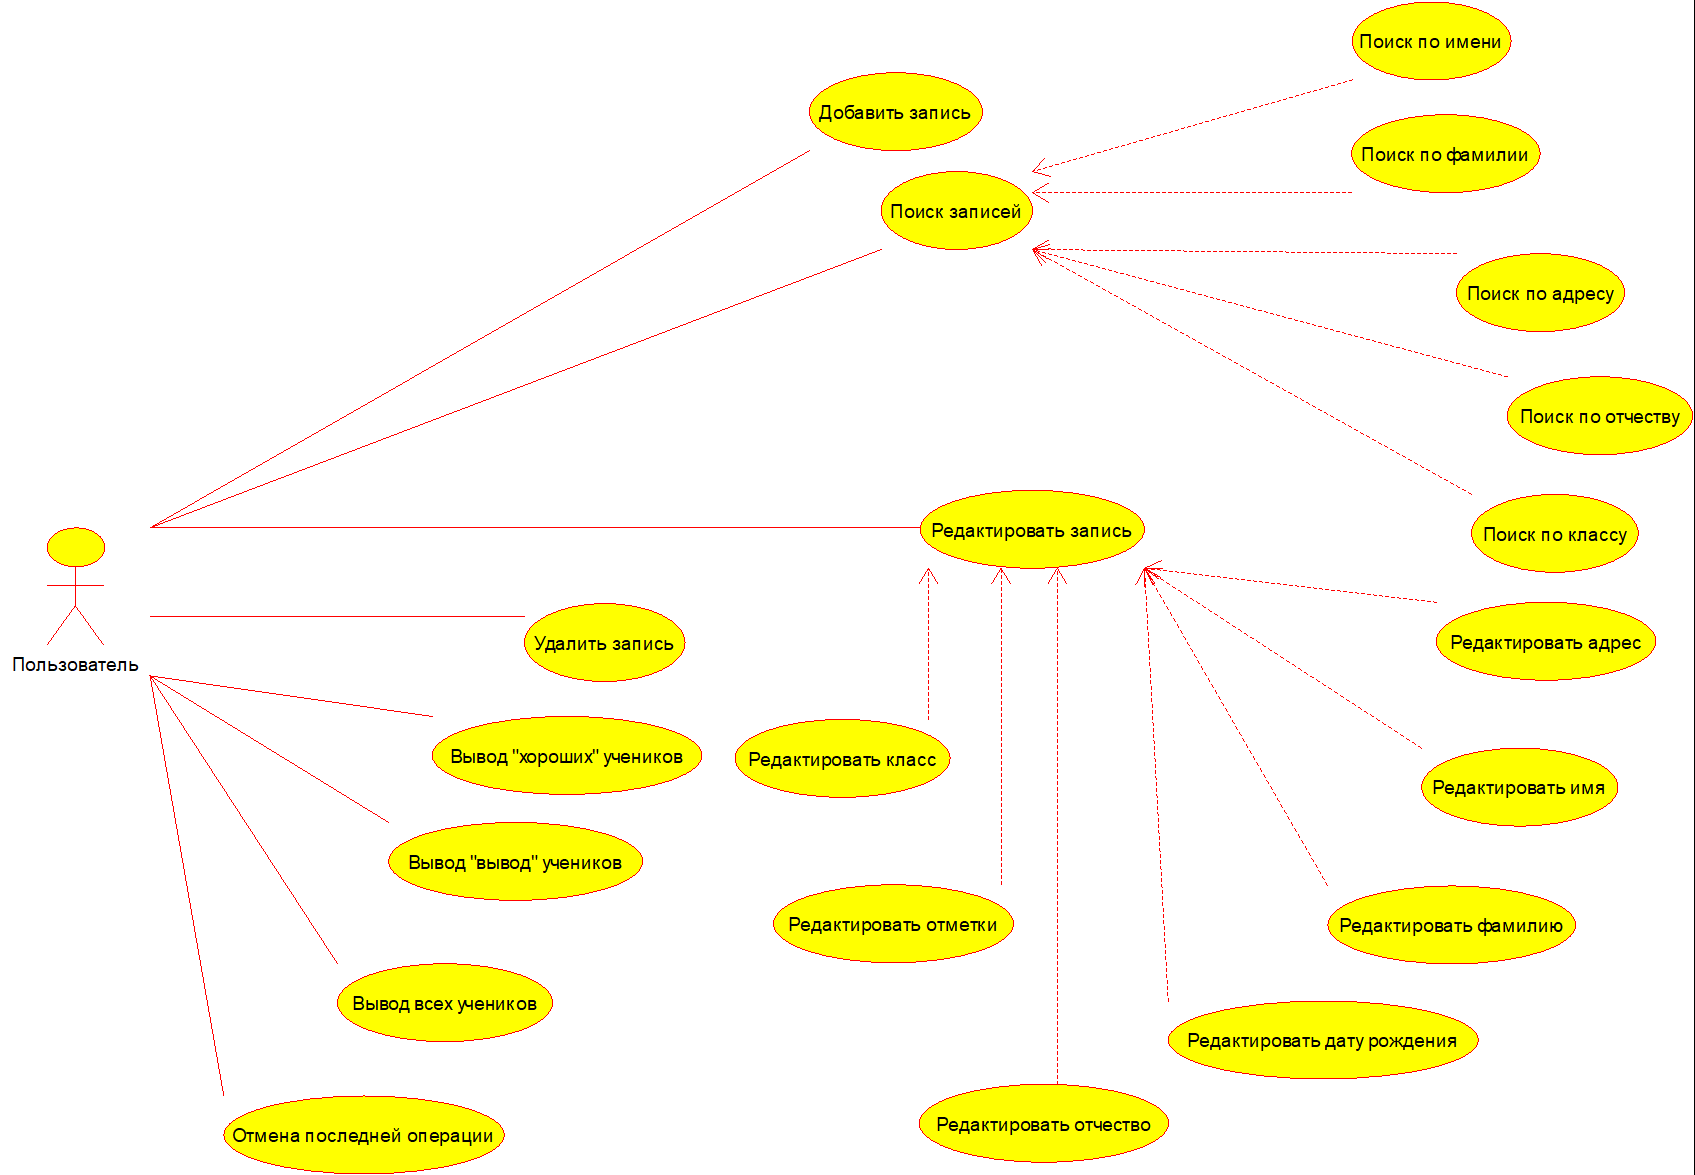 Поиск по имени
Добавить запись
Поиск по фамилии
Поиск записей
Поиск по адресу
Поиск по отчеству
Редактировать запись
Поиск по классу
Пользователь
Удалить запись
Редактировать адрес
Вывод "хороших" учеников
Редактировать класс
Редактировать имя
Вывод "вывод" учеников
Редактировать отметки
Редактировать фамилию
Вывод всех учеников
Редактировать дату рождения
Отмена последней операции
Редактировать отчество